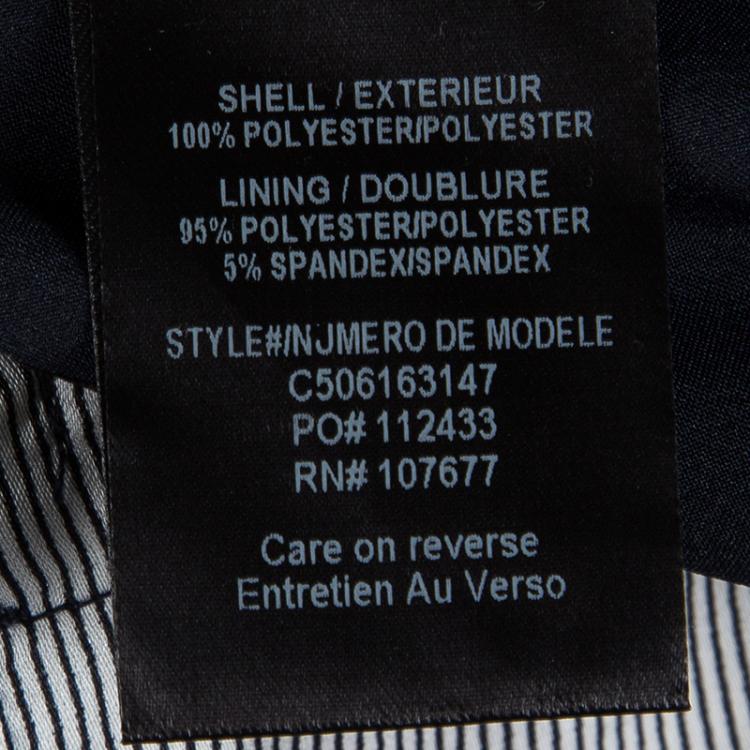 SHELL / EXTERIEUR
100% POLYESTER/POLYESTER
LINING / DOUBLURE
95% POLYESTER/POLYESTER
5% SPANDEX/SPANDEX
STYLE#/NUMERO DE MODELE
C506163147
PO# 112433
RN# 107677
Care on reverse
Entretien Au Verso